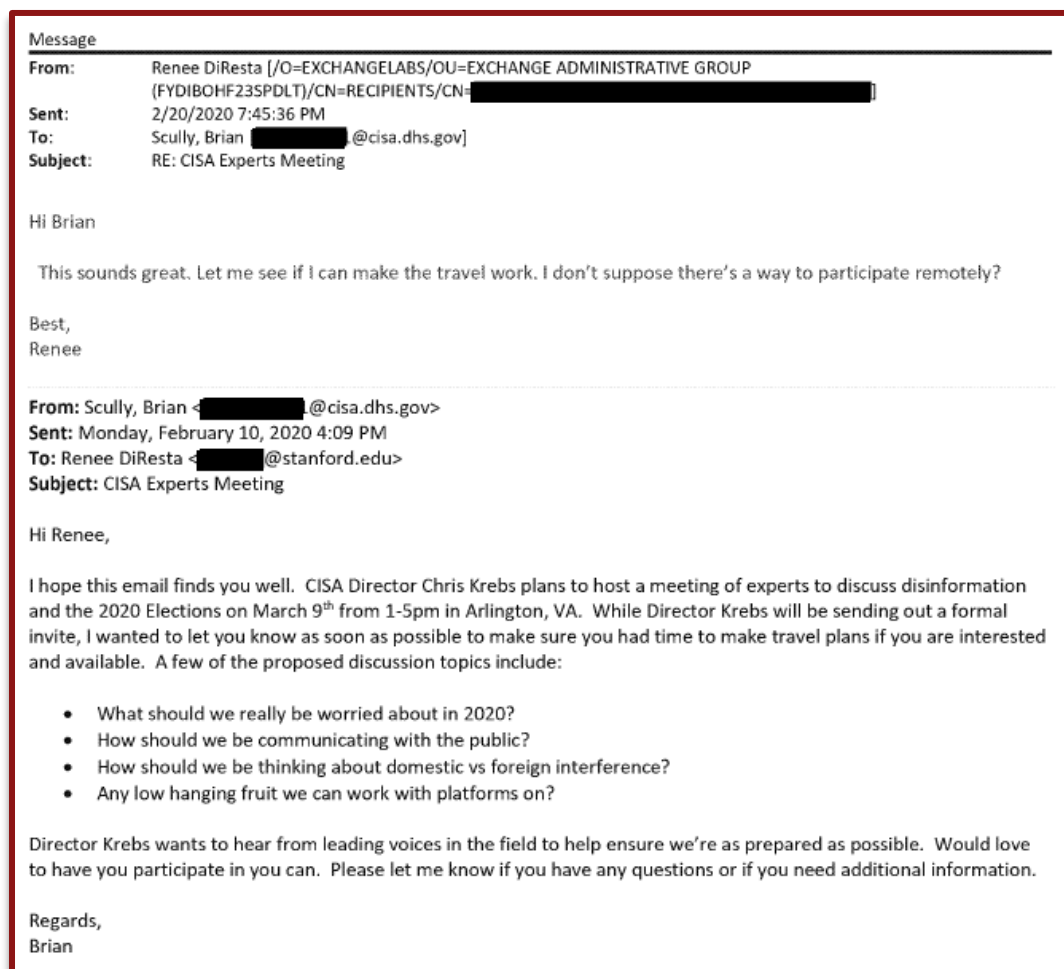 Message
From: Renee DiResta [/O=EXCHANGELABS/OU=EXCHANGE ADMINISTRATIVE GROUP
(FYDIBOHF23SPDLT)/CN=RECIPIENTS/CN= ]
Sent: 2/20/2020 7:45:36 PM
To: Scully, Brian [ @cisa.dhs.gov]
Subject: RE: CISA Experts Meeting
Hi Brian
This sounds great. Let me see if I can make the travel work. I don't suppose there's a way to participate remotely?
Best,
Renee
From: Scully, Brian < @cisa.dhs.gov>
Sent: Monday, February 10, 2020 4:09 PM
To: Renee DiResta < @stanford.edu>
Subject: CISA Experts Meeting
Hi Renee,
I hope this email finds you well. CISA Director Chris Krebs plans to host a meeting of experts to discuss disinformation
and the 2020 Elections on March 9th from 1-5pm in Arlington, VA. While Director Krebs will be sending out a formal
invite, I wanted to let you know as soon as possible to make sure you had time to make travel plans if you are interested
and available. A few of the proposed discussion topics include:
• What should we really be worried about in 2020?
• How should we be communicating with the public?
• How should we be thinking about domestic vs foreign interference?
• Any low hanging fruit we can work with platforms on?
Director Krebs wants to hear from leading voices in the field to help ensure we're as prepared as possible. Would love
to have you participate in you can. Please let me know if you have any questions or if you need additional information.
Regards,
Brian